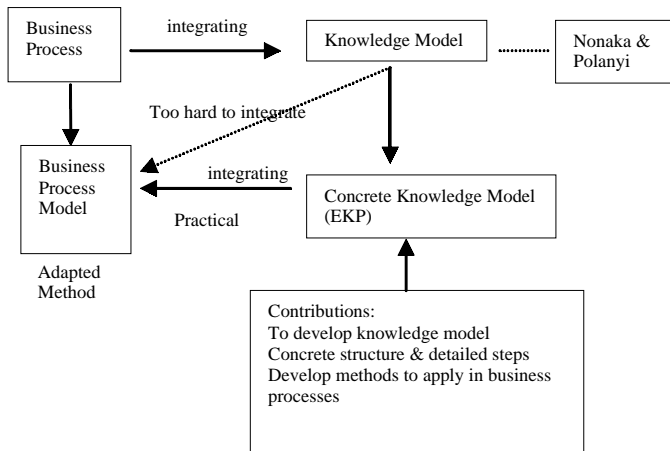 Business
Process
integrating
Knowledge Model
Nonaka &
Polanyi
Too hard to integrate
Business
Process
Model
integrating
Practical
Concrete Knowledge Model
(EKP)
Adapted
Method
Contributions:
To develop knowledge model
Concrete structure & detailed steps
Develop methods to apply in business
processes